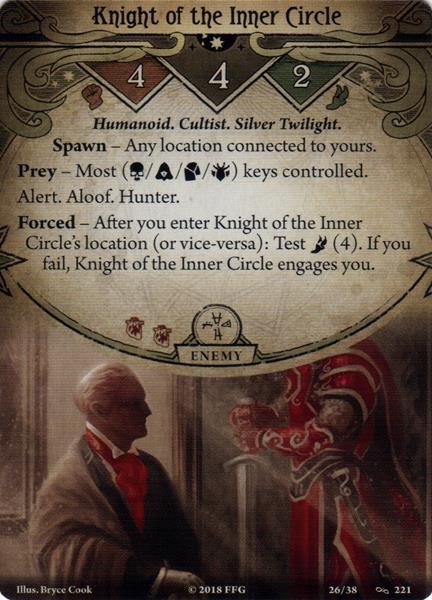 Knight of the Inner Circle
4 4 2
Humanoid. Cultist. Silver Twilight.
Spawn – Any location connected to yours.
Prey – Most (/ / / ) keys controlled.
Alert. Aloof. Hunter.
Forced – After you enter Knight of the Inner
Circle's location (or vice-versa): Test (4). If you
fail, Knight of the Inner Circle engages you.
ENEMY
Illus. Bryce Cook © 2018 FFG 26/38 221